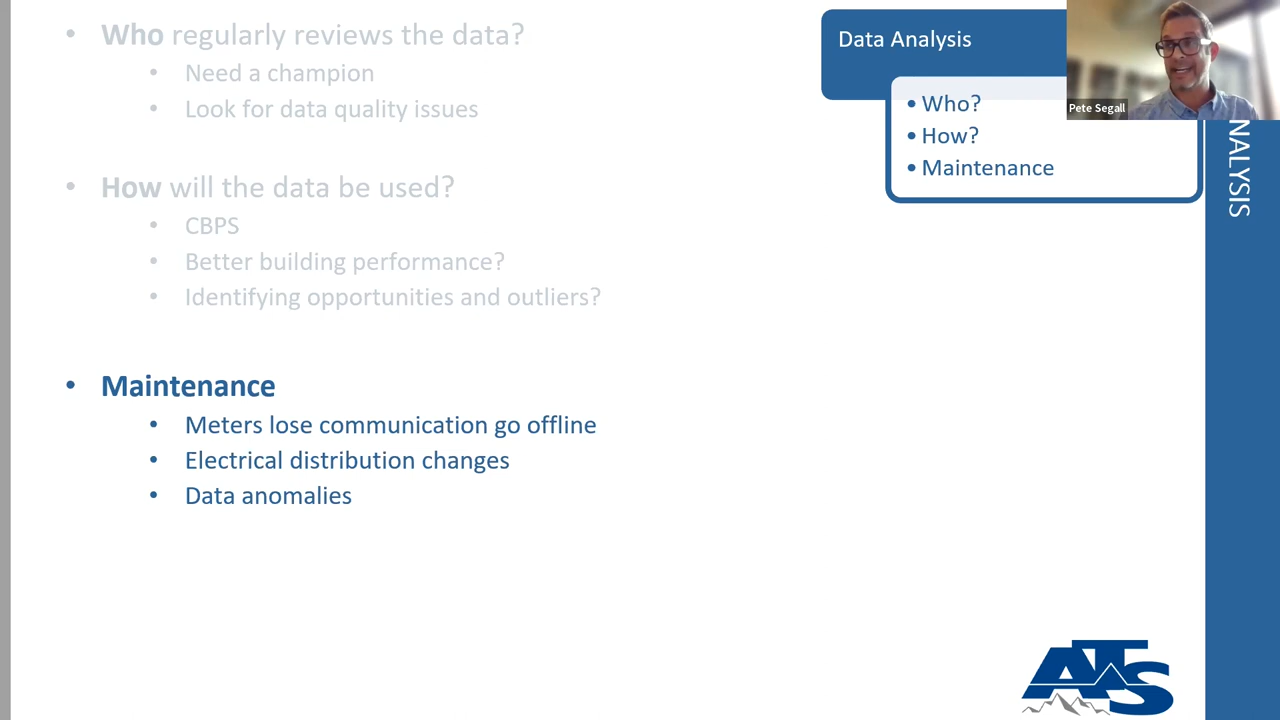 • Who regularly reviews the data?
• Need a champion
• Look for data quality issues
• How will the data be used?
• CBPS
• Better building performance?
• Identifying opportunities and outliers?
• Maintenance
• Meters lose communication go offline
• Electrical distribution changes
• Data anomalies
Data Analysis
• Who?
• How?
• Maintenance
Pete Segall
NALYSIS
ATS